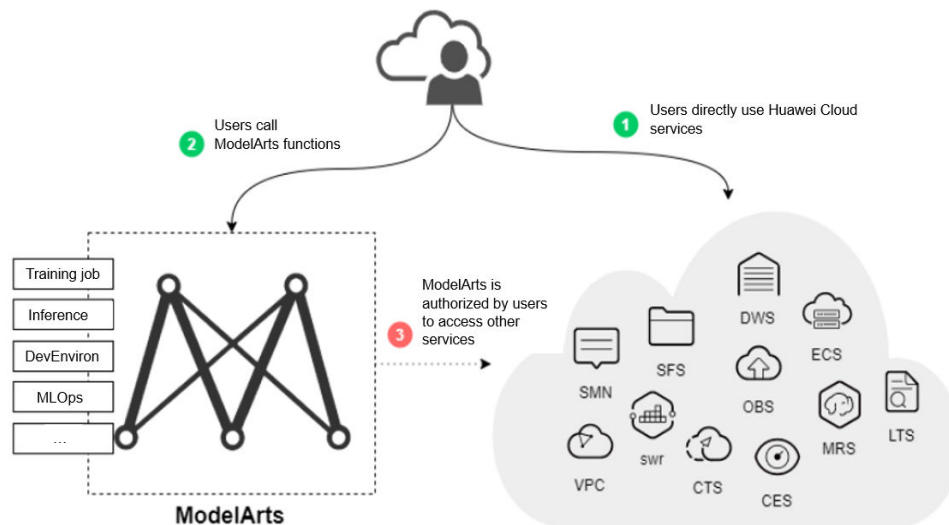 1
Users directly use Huawei Cloud
services
2
Users call
ModelArts functions
Training job
Inference
DevEnviron
MLOps
...
ModelArts
3
ModelArts is
authorized by users
to access other
services
DWS
ECS
SFS
SMN
OBS
MRS
LTS
swr
VPC
CTS
CES